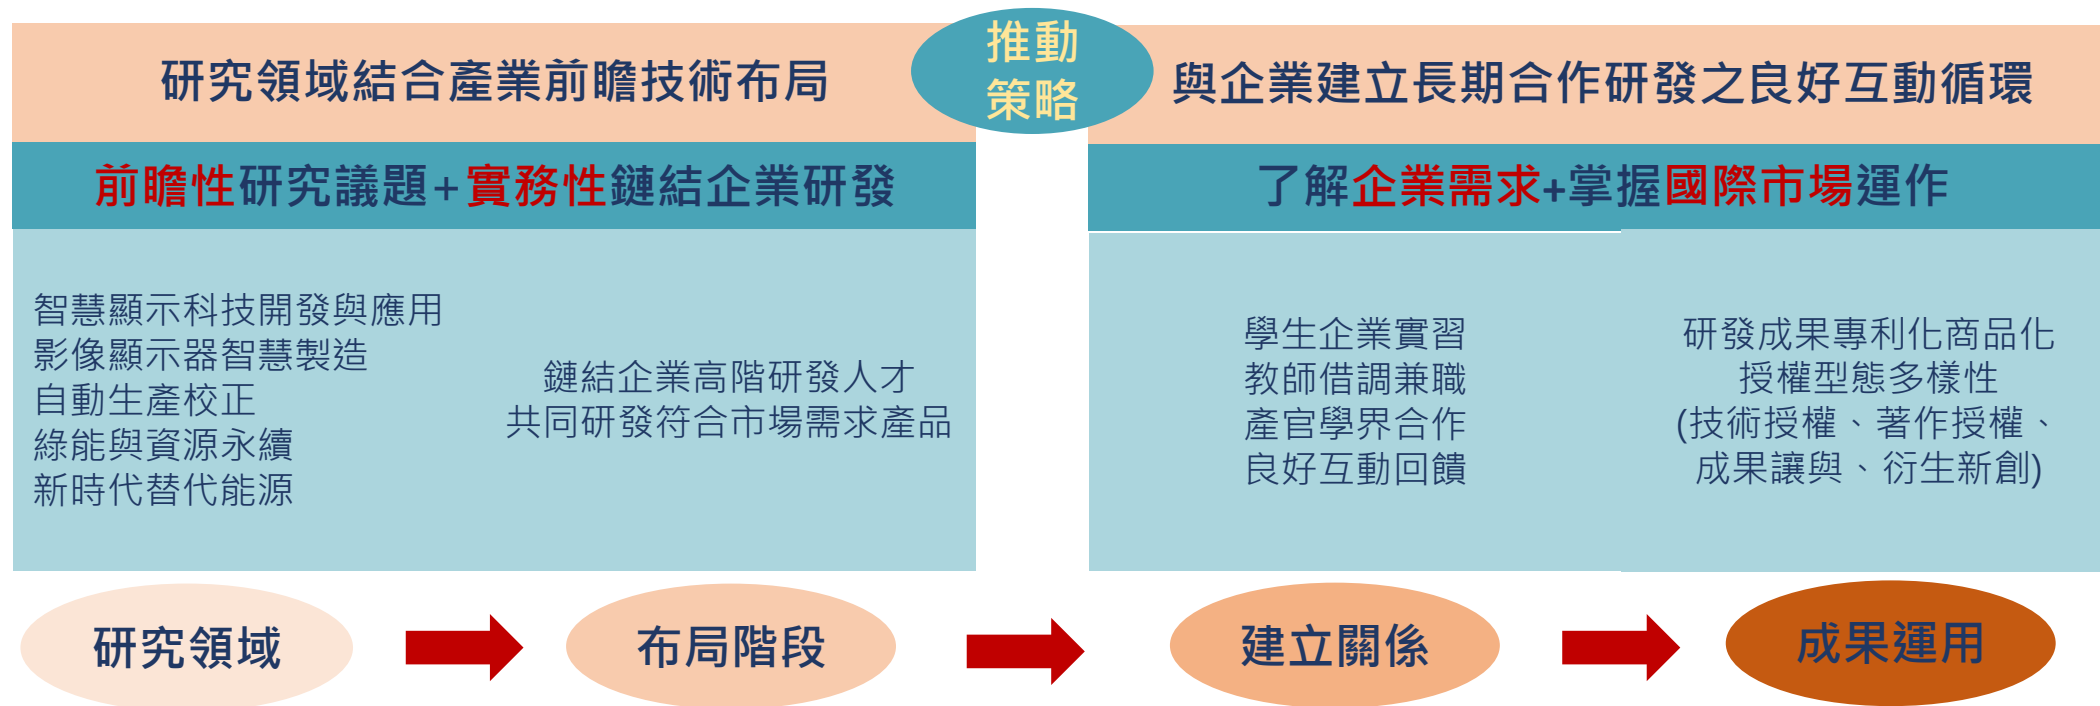 推動
策略
研究領域結合產業前瞻技術布局
前瞻性研究議題+實務性鏈結企業研發
智慧顯示科技開發與應用
影像顯示器智慧製造
自動生產校正
綠能與資源永續
新時代替代能源
鏈結企業高階研發人才
共同研發符合市場需求產品
與企業建立長期合作研發之良好互動循環
了解企業需求+掌握國際市場運作
學生企業實習
教師借調兼職
產官學界合作
良好互動回饋
研發成果專利化商品化
授權型態多樣性
(技術授權、著作授權、
成果讓與、衍生新創)
研究領域
布局階段
建立關係
成果運用